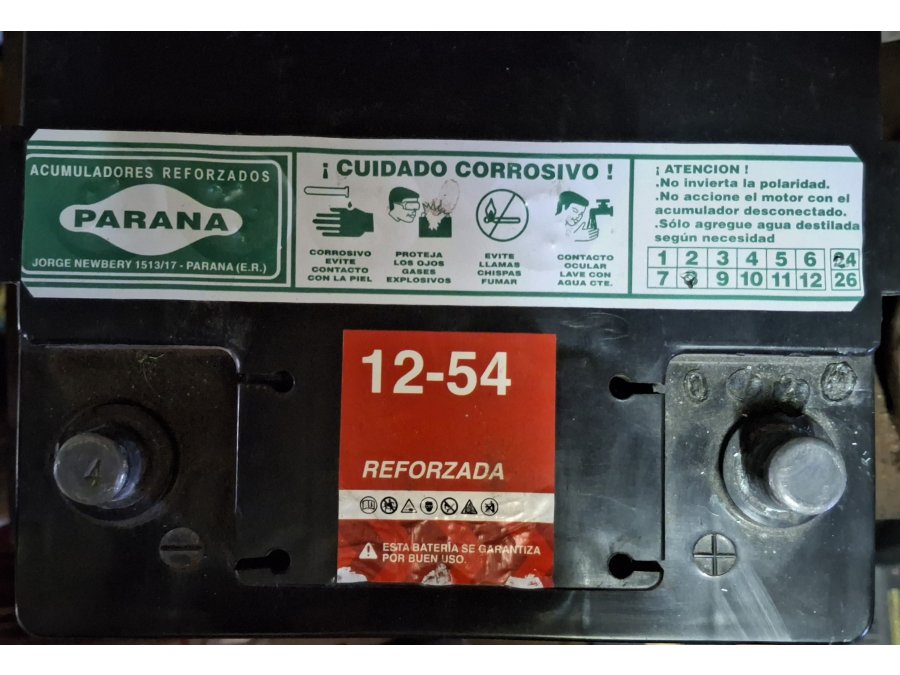 ACUMULADORES REFORZADOS
PARANA
JORGE NEWBERY 1513/17 - PARANA (E.R.)
¡ CUIDADO CORROSIVO !
CORROSIVO
EVITE
CONTACTO
CON LA PIEL
PROTEJA
LOS OJOS
GASES
EXPLOSIVOS
EVITE
LLAMAS
CHISPAS
FUMAR
CONTACTO
OCULAR
LAVE CON
AGUA CTE.
¡ ATENCION !
.No invierta la polaridad.
.No accione el motor con el
acumulador desconectado.
.Sólo agregue agua destilada
según necesidad
1 2 3 4 5 6 24
7 8 9 10 11 12 26
12-54
REFORZADA
ESTA BATERÍA SE GARANTIZA
POR BUEN USO.
4